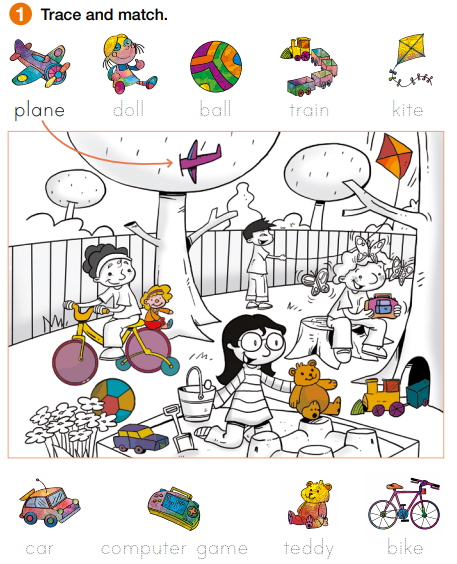 1 Trace and match.
plane doll ball train kite
car computer game teddy bike